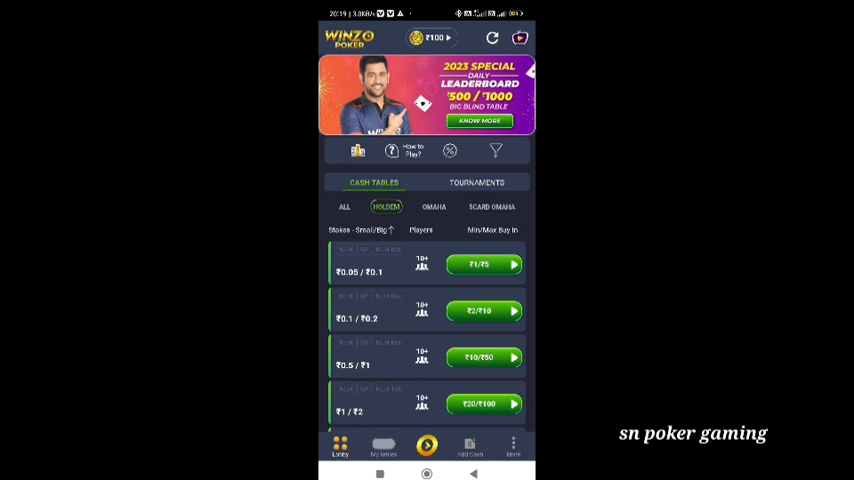 20:19 | 3.0KB/s
WINZO
POKER
₹100
2023 SPECIAL
DAILY
LEADERBOARD
₹500 / ₹1000
BIG BLIND TABLE
KNOW MORE
How to
Play?
CASH TABLES
TOURNAMENTS
ALL
HOLDEM
OMAHA
5CARD OMAHA
Stakes - Small/Big
Players
Min/Max Buy In
₹0.05 / ₹0.1
10+
₹1/₹5
₹0.1 / ₹0.2
10+
₹2/₹10
₹0.5 / ₹1
10+
₹10/₹50
₹1 / ₹2
10+
₹20/₹100
sn poker gaming
Lobby
My tables
Add Cash
More